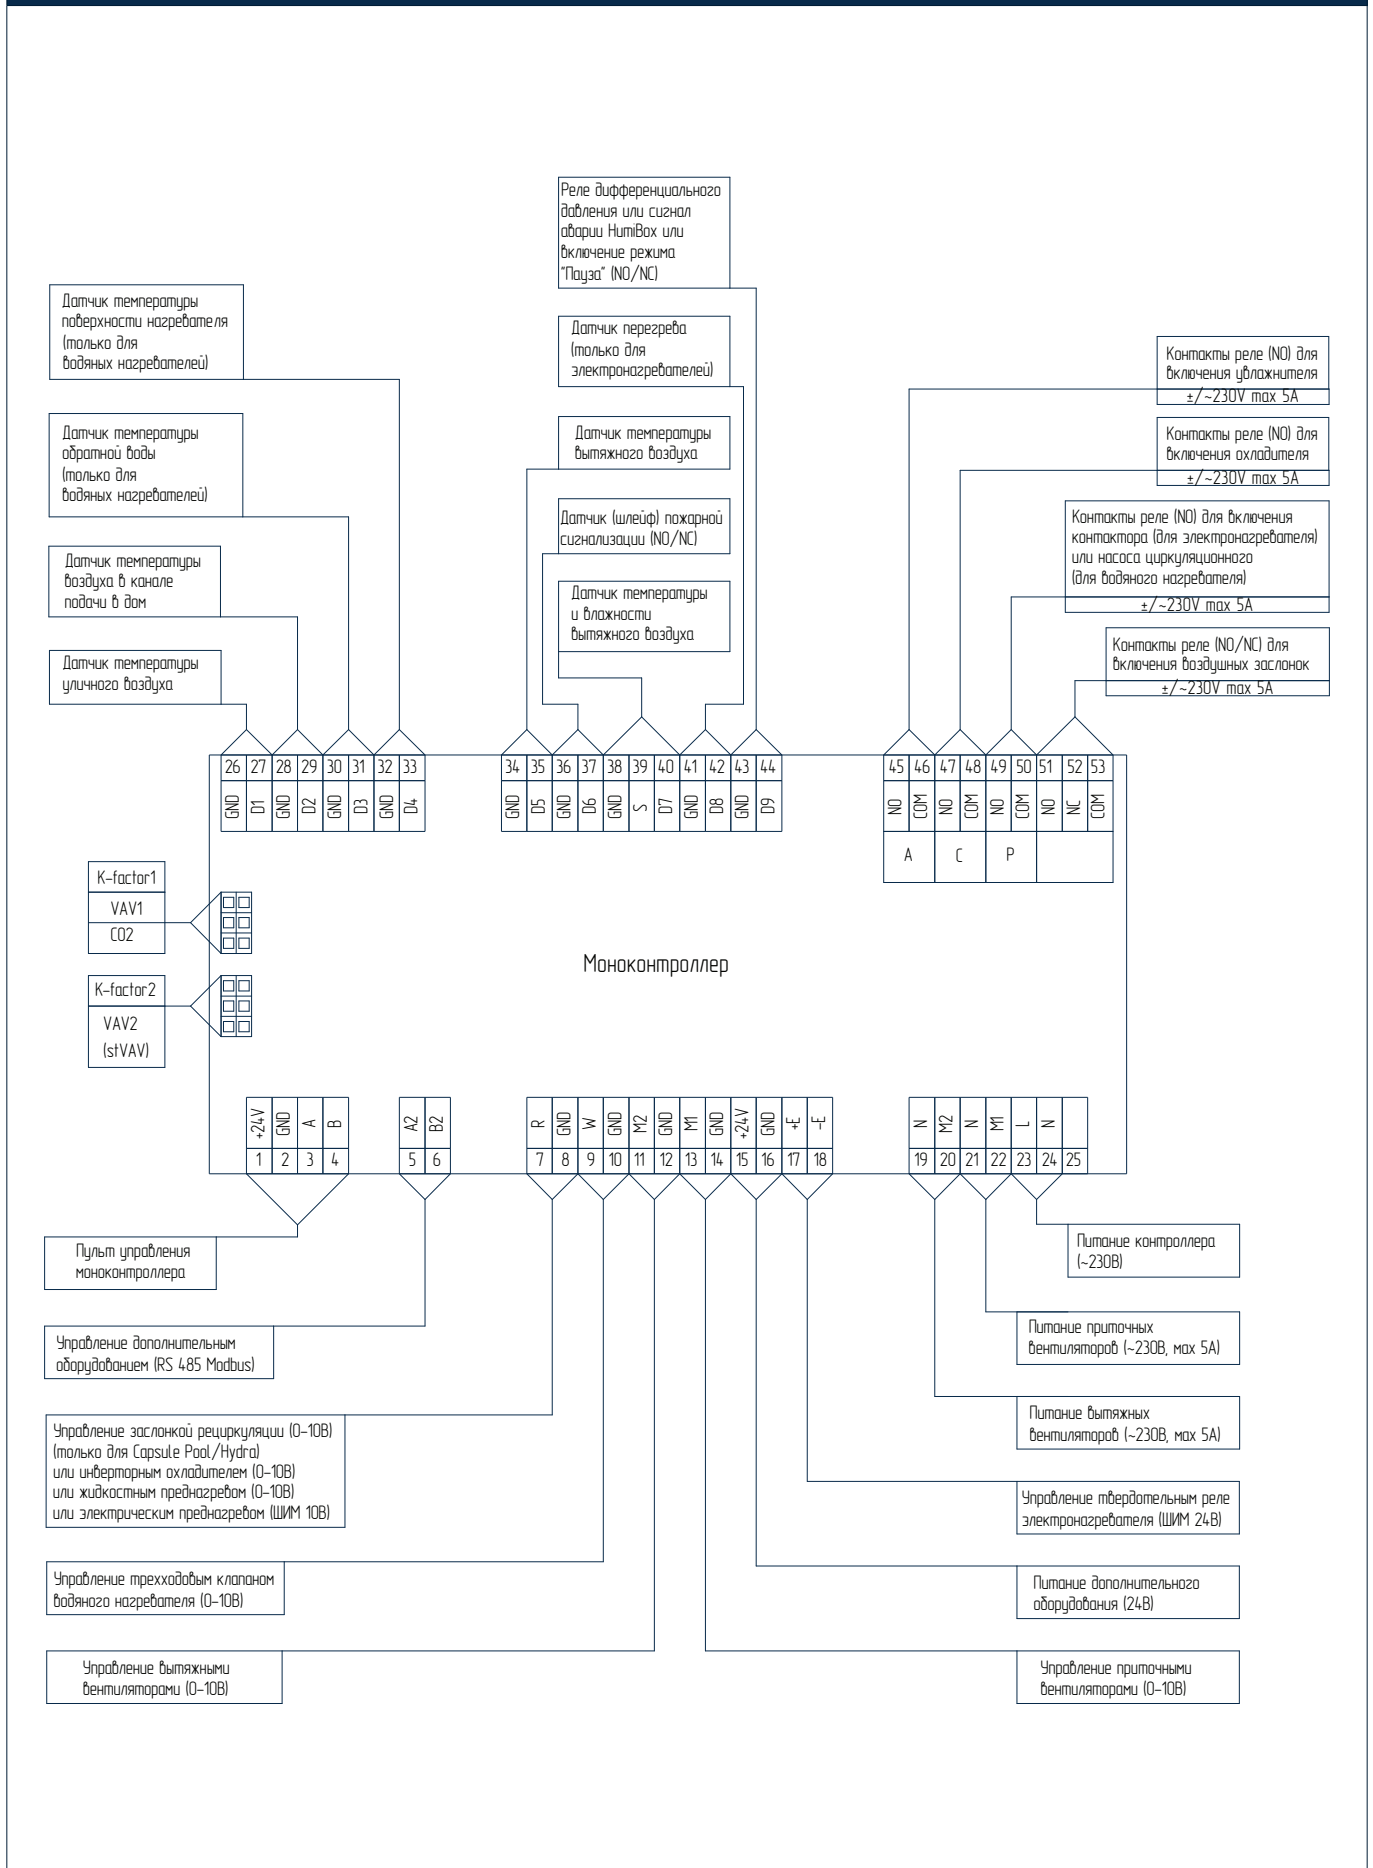 Реле дифференциального
давления или сигнал
аварии HumiBox или
включение режима
"Пауза" (NO/NC)
Датчик температуры
поверхности нагревателя
(только для
водяных нагревателей)
Датчик перегрева
(только для
электронагревателей)
Контакты реле (NO) для
включения увлажнителя
±/~230V max 5A
Датчик температуры
обратной воды
(только для
водяных нагревателей)
Датчик температуры
вытяжного воздуха
Контакты реле (NO) для
включения охладителя
±/~230V max 5A
Датчик (шлейф) пожарной
сигнализации (NO/NC)
Контакты реле (NO) для включения
контактора (для электронагревателя)
или насоса циркуляционного
(для водяного нагревателя)
±/~230V max 5A
Датчик температуры
воздуха в канале
подачи в дом
Датчик температуры
и влажности
вытяжного воздуха
Датчик температуры
уличного воздуха
Контакты реле (NO/NC) для
включения воздушных заслонок
±/~230V max 5A
26 27 28 29 30 31 32 33
GND D1 GND D2 GND D3 GND D4
34 35 36 37 38 39 40 41 42 43 44
GND D5 GND D6 GND S D7 GND D8 GND D9
45 46 47 48 49 50 51 52 53
NO COM NO COM NO COM NO NC COM
A C P
K-factor1
VAV1
CO2
Моноконтроллер
K-factor2
VAV2
(stVAV)
+24V GND A B
1 2 3 4
A2 B2
5 6
R GND W GND M2 GND M1 GND +24V GND +E -E
7 8 9 10 11 12 13 14 15 16 17 18
N M2 N M1 L N
19 20 21 22 23 24 25
Пульт управления
моноконтроллера
Питание контроллера
(~230В)
Управление дополнительным
оборудованием (RS 485 Modbus)
Питание приточных
вентиляторов (~230В, мах 5А)
Управление заслонкой рециркуляции (0-10В)
(только для Capsule Pool/Hydra)
или инверторным охладителем (0-10В)
или жидкостным преднагревом (0-10В)
или электрическим преднагревом (ШИМ 10В)
Питание вытяжных
вентиляторов (~230В, мах 5А)
Управление твердотельным реле
электронагревателя (ШИМ 24В)
Управление трехходовым клапаном
водяного нагревателя (0-10В)
Питание дополнительного
оборудования (24В)
Управление вытяжными
вентиляторами (0-10В)
Управление приточными
вентиляторами (0-10В)